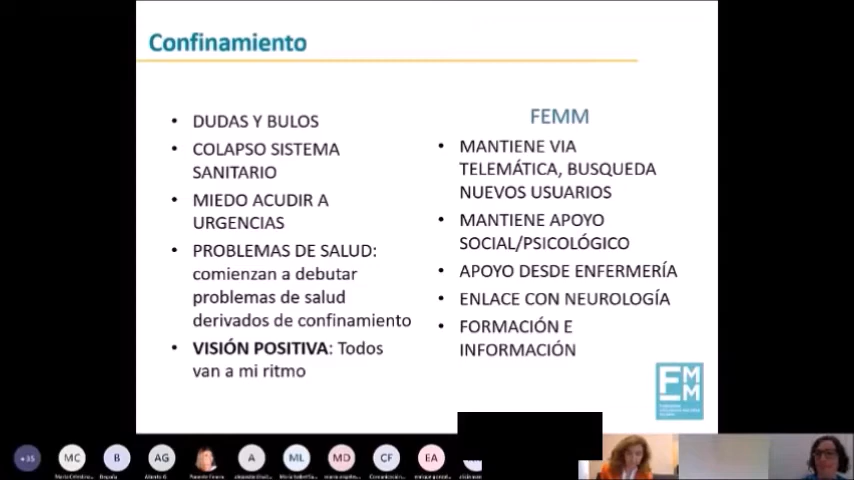 Confinamiento
• DUDAS Y BULOS
• COLAPSO SISTEMA
SANITARIO
• MIEDO ACUDIR A
URGENCIAS
• PROBLEMAS DE SALUD:
comienzan a debutar
problemas de salud
derivados de confinamiento
• VISIÓN POSITIVA: Todos
van a mi ritmo
FEMM
• MANTIENE VIA
TELEMÁTICA, BUSQUEDA
NUEVOS USUARIOS
• MANTIENE APOYO
SOCIAL/PSICOLÓGICO
• APOYO DESDE ENFERMERÍA
• ENLACE CON NEUROLOGÍA
• FORMACIÓN E
INFORMACIÓN
FEMM
+35
MC
B
AG
A
ML
MD
CF
EA